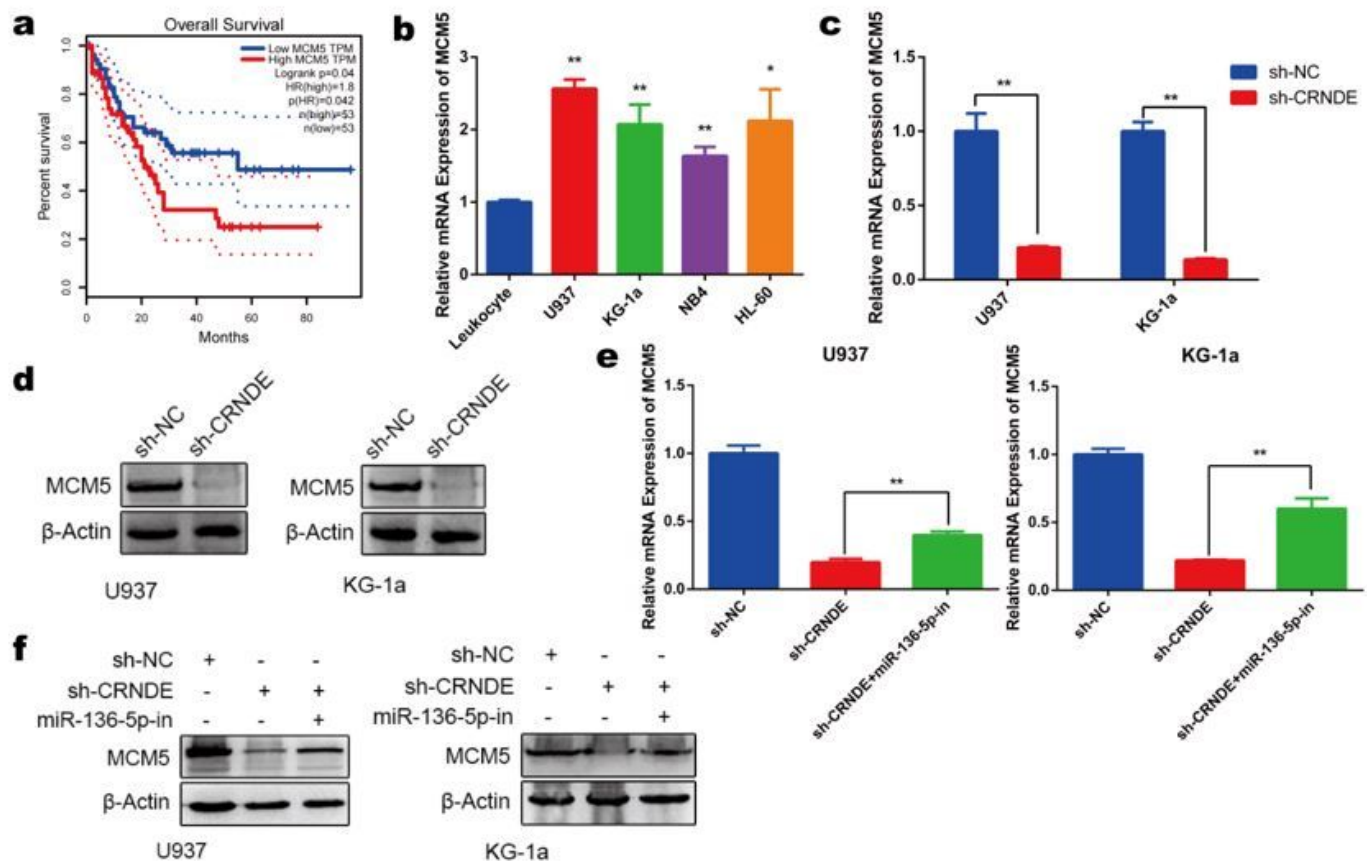 a
Overall Survival
Low MCM5 TPM
High MCM5 TPM
Logrank p=0.04
HR(high)=1.8
p(HR)=0.042
n(high)=53
n(low)=53
Percent survival
1.0
0.8
0.6
0.4
0.2
0.0
0 20 40 60 80
Months
b
Relative mRNA Expression of MCM5
3
2
1
0
** ** ** *
Leukocyte U937 KG-1a NB4 HL-60
c
Relative mRNA Expression of MCM5
1.5
1.0
0.5
0.0
** **
U937 KG-1a
sh-NC
sh-CRNDE
d
sh-NC sh-CRNDE
MCM5
β-Actin
U937
sh-NC sh-CRNDE
MCM5
β-Actin
KG-1a
e
U937
Relative mRNA Expression of MCM5
1.5
1.0
0.5
0.0
**
sh-NC sh-CRNDE sh-CRNDE+miR-136-5p-in
KG-1a
Relative mRNA Expression of MCM5
1.5
1.0
0.5
0.0
**
sh-NC sh-CRNDE sh-CRNDE+miR-136-5p-in
f
sh-NC + - -
sh-CRNDE - + +
miR-136-5p-in - - +
MCM5
β-Actin
U937
sh-NC + - -
sh-CRNDE - + +
miR-136-5p-in - - +
MCM5
β-Actin
KG-1a